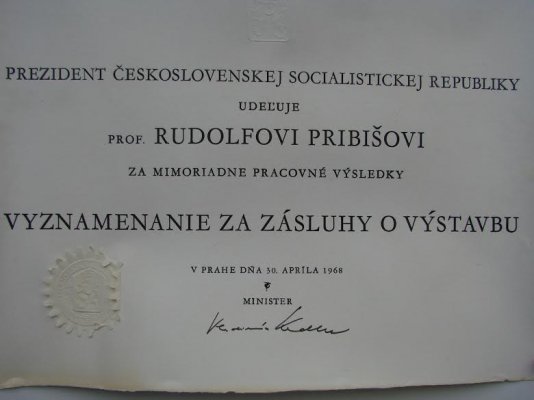 PREZIDENT ČESKOSLOVENSKEJ SOCIALISTICKEJ REPUBLIKY
UDEĽUJE
PROF. RUDOLFOVI PRIBIŠOVI
ZA MIMORIADNE PRACOVNÉ VÝSLEDKY
VYZNAMENANIE ZA ZÁSLUHY O VÝSTAVBU
V PRAHE DŇA 30. APRÍLA 1968
MINISTER